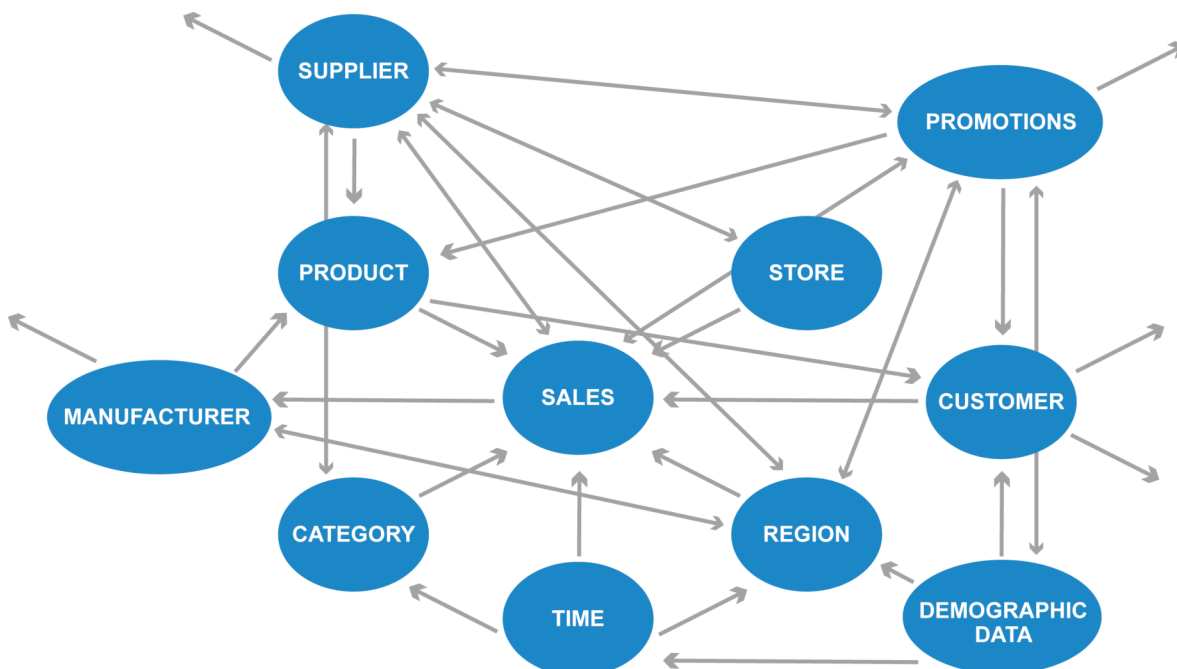 SUPPLIER
PROMOTIONS
PRODUCT
STORE
SALES
CUSTOMER
MANUFACTURER
CATEGORY
REGION
TIME
DEMOGRAPHIC
DATA